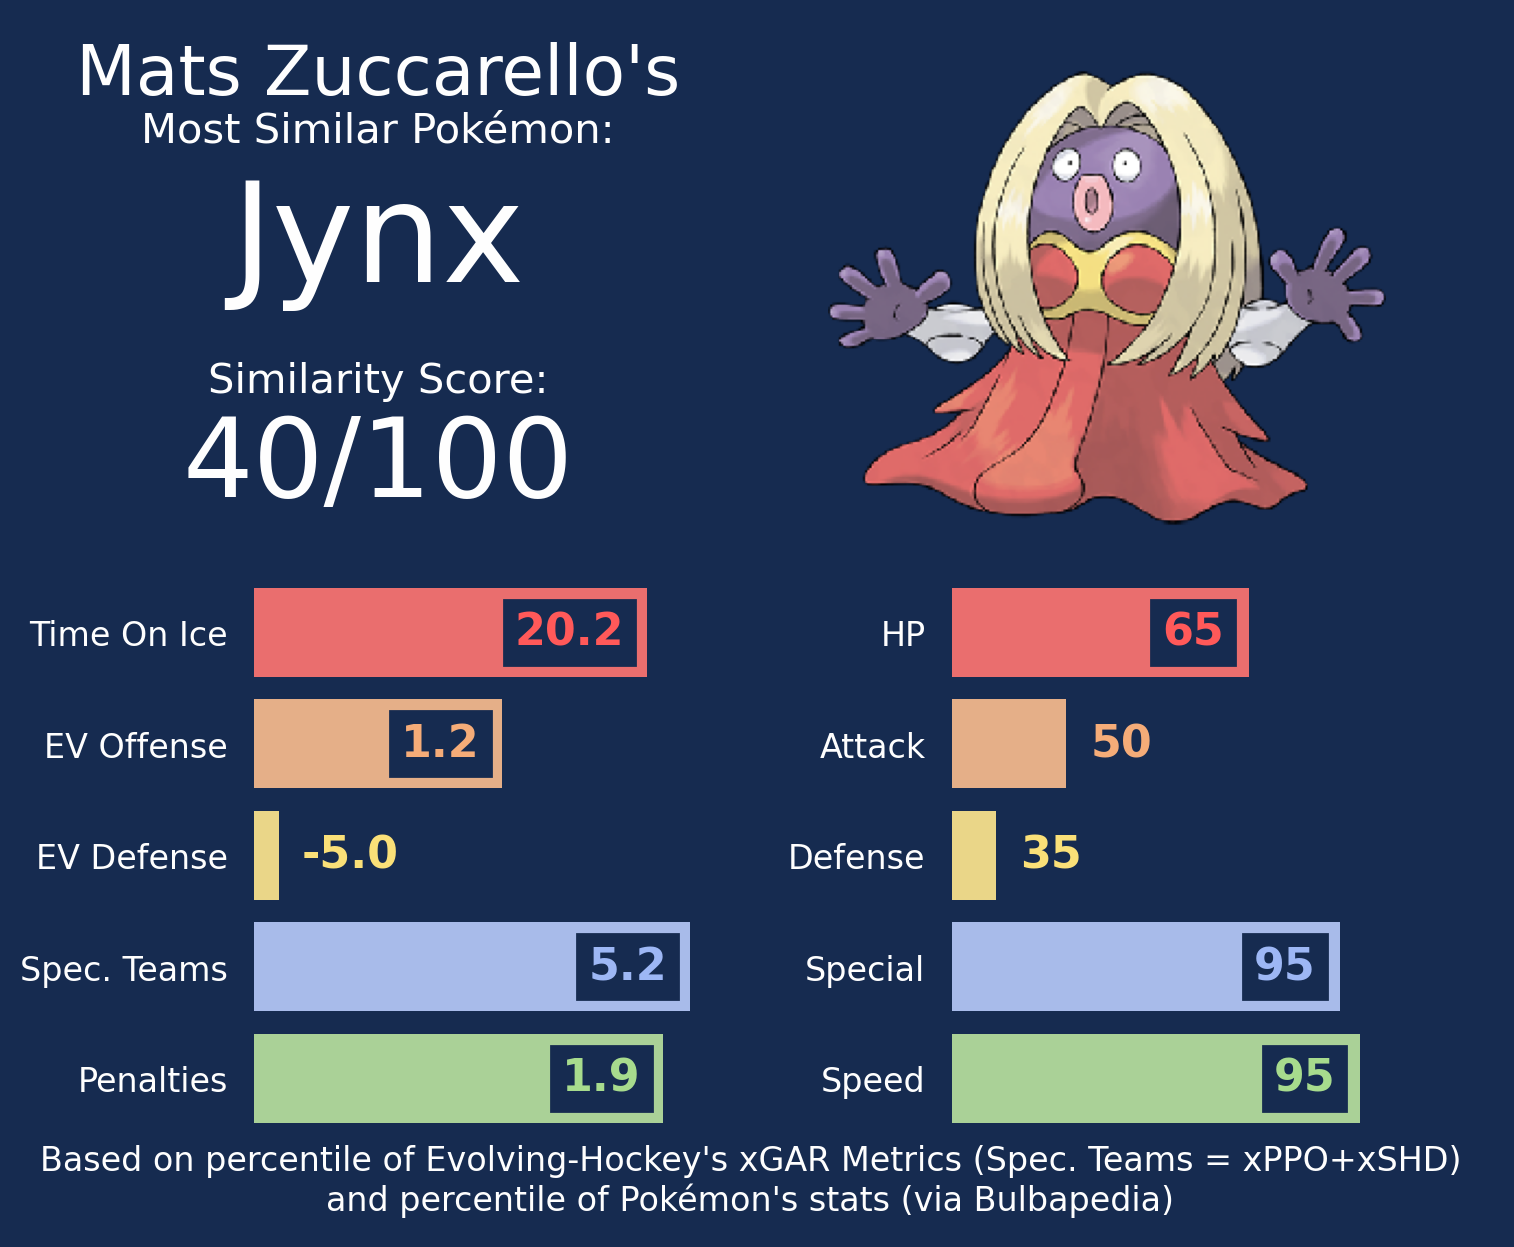 Mats Zuccarello's
Most Similar Pokémon:
Jynx
Similarity Score:
40/100
Time On Ice 20.2
EV Offense 1.2
EV Defense -5.0
Spec. Teams 5.2
Penalties 1.9
HP 65
Attack 50
Defense 35
Special 95
Speed 95
Based on percentile of Evolving-Hockey's xGAR Metrics (Spec. Teams = xPPO+xSHD)
and percentile of Pokémon's stats (via Bulbapedia)